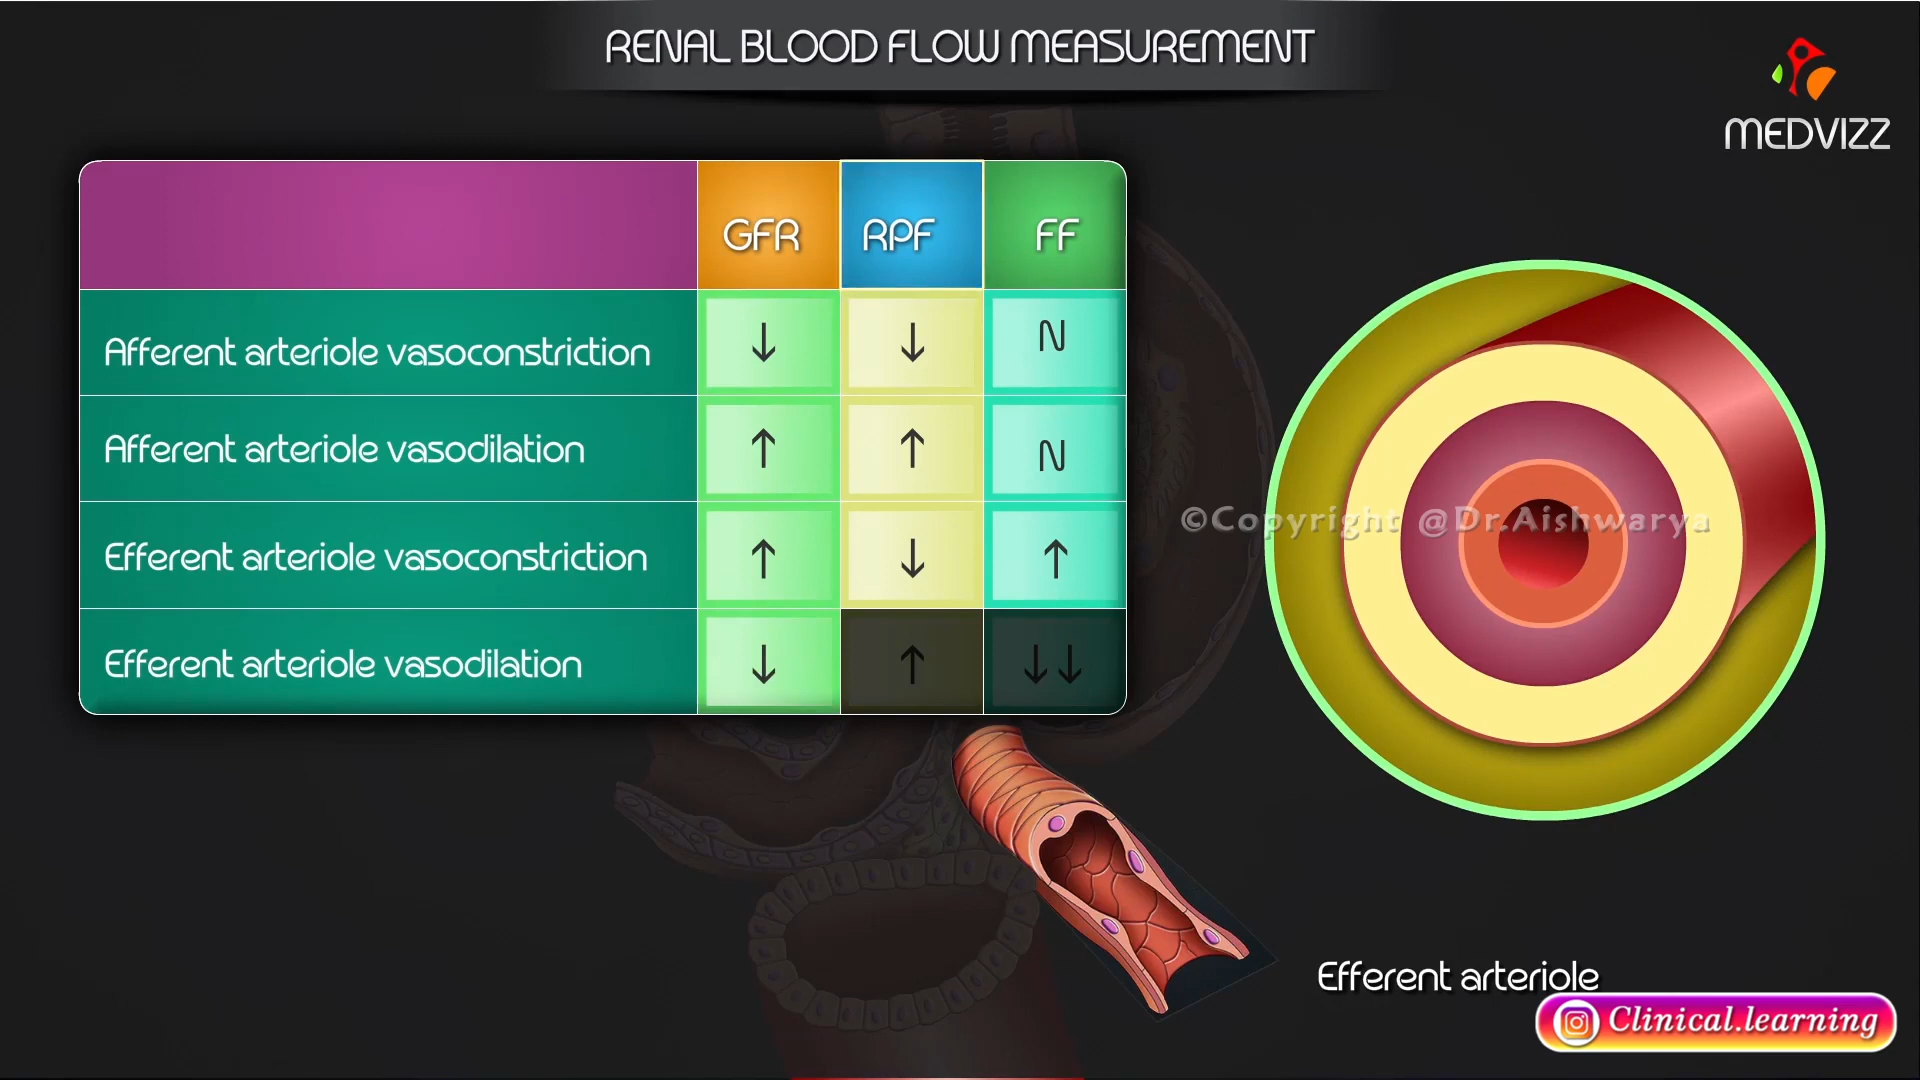 RENAL BLOOD FLOW MEASUREMENT
MEDVIZZ
GFR RPF FF
Afferent arteriole vasoconstriction ↓ ↓ N
Afferent arteriole vasodilation ↑ ↑ N
Efferent arteriole vasoconstriction ↑ ↓ ↑
Efferent arteriole vasodilation ↓ ↑ ↓↓
©Copyright @Dr.Aishwarya
Efferent arteriole
Clinical.learning